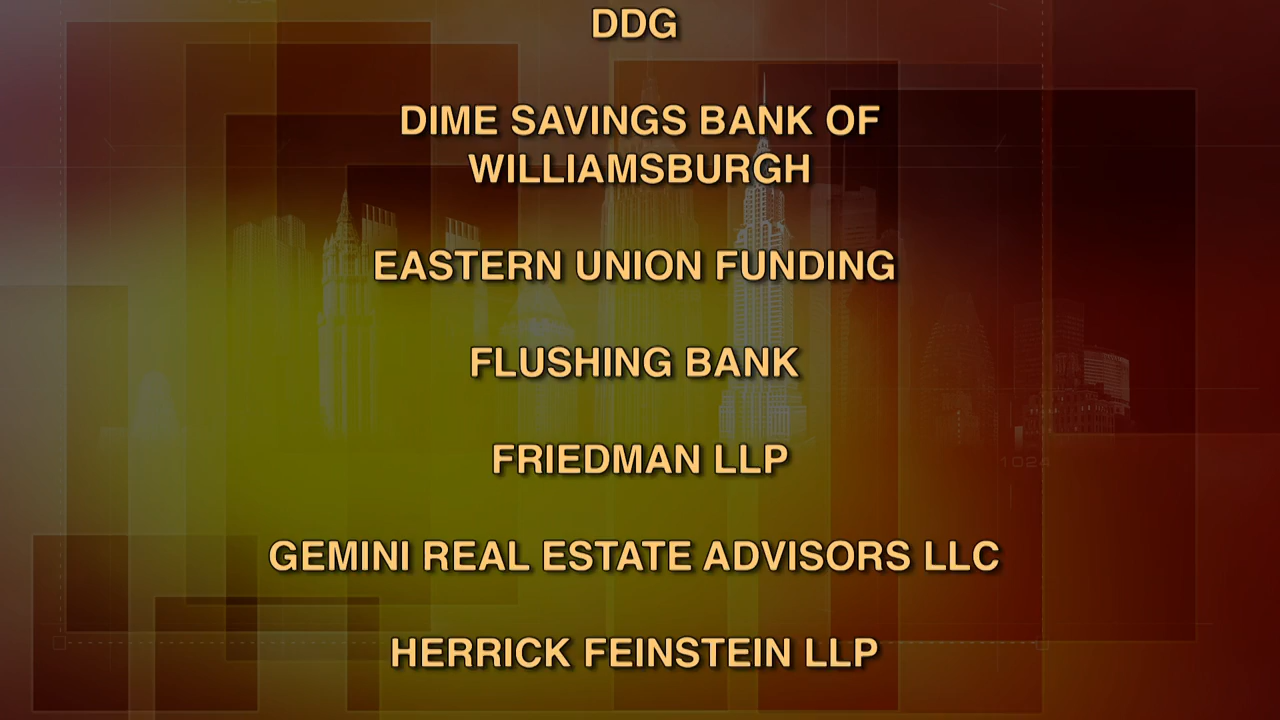 DDG
DIME SAVINGS BANK OF
WILLIAMSBURGH
EASTERN UNION FUNDING
FLUSHING BANK
FRIEDMAN LLP
1024
GEMINI REAL ESTATE ADVISORS LLC
HERRICK FEINSTEIN LLP